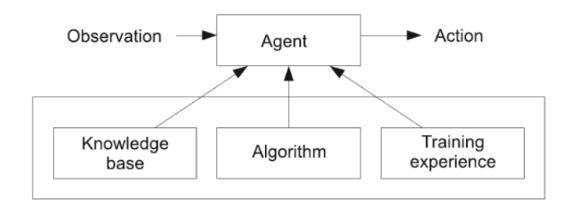 Observation
Agent
Action
Knowledge
base
Algorithm
Training
experience